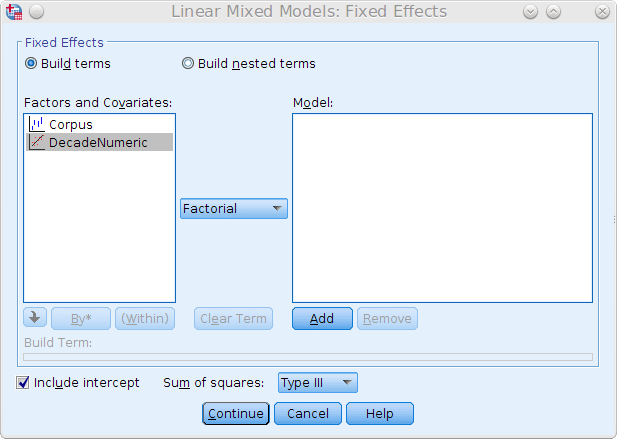 Linear Mixed Models: Fixed Effects
Fixed Effects
Build terms Build nested terms
Factors and Covariates: Model:
Corpus
DecadeNumeric
Factorial
By* (Within) Clear Term Add Remove
Build Term:
Include intercept Sum of squares: Type III
Continue Cancel Help